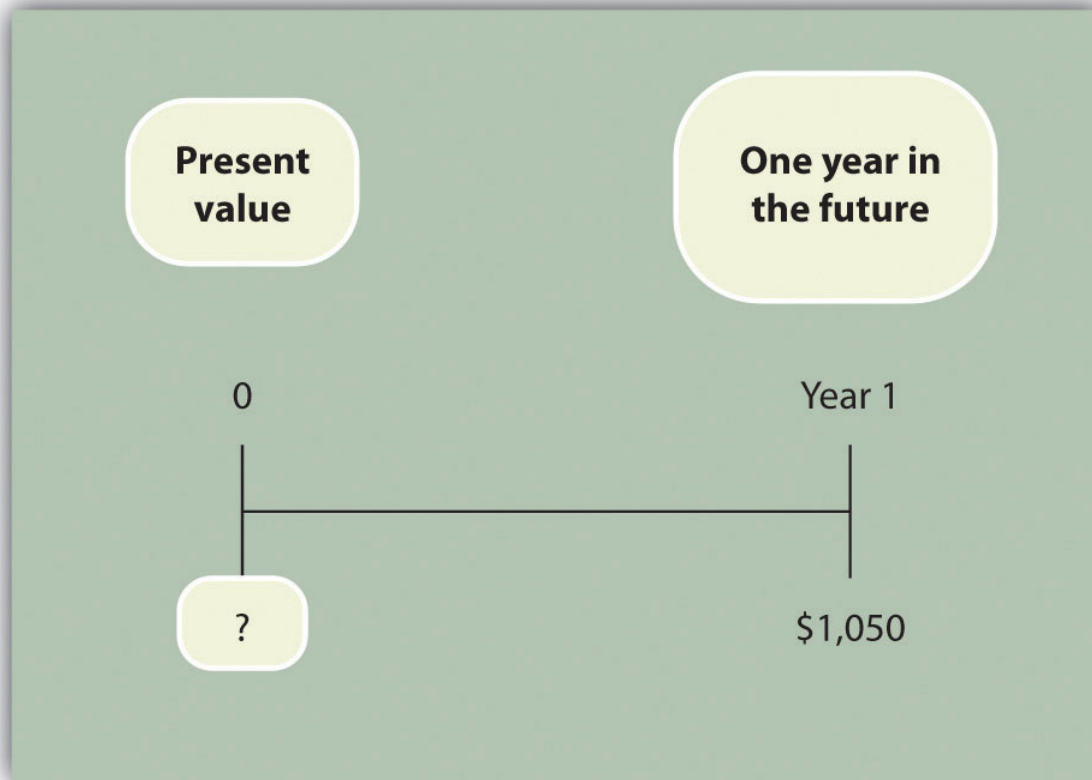 Present
value
One year in
the future
0
Year 1
?
$1,050